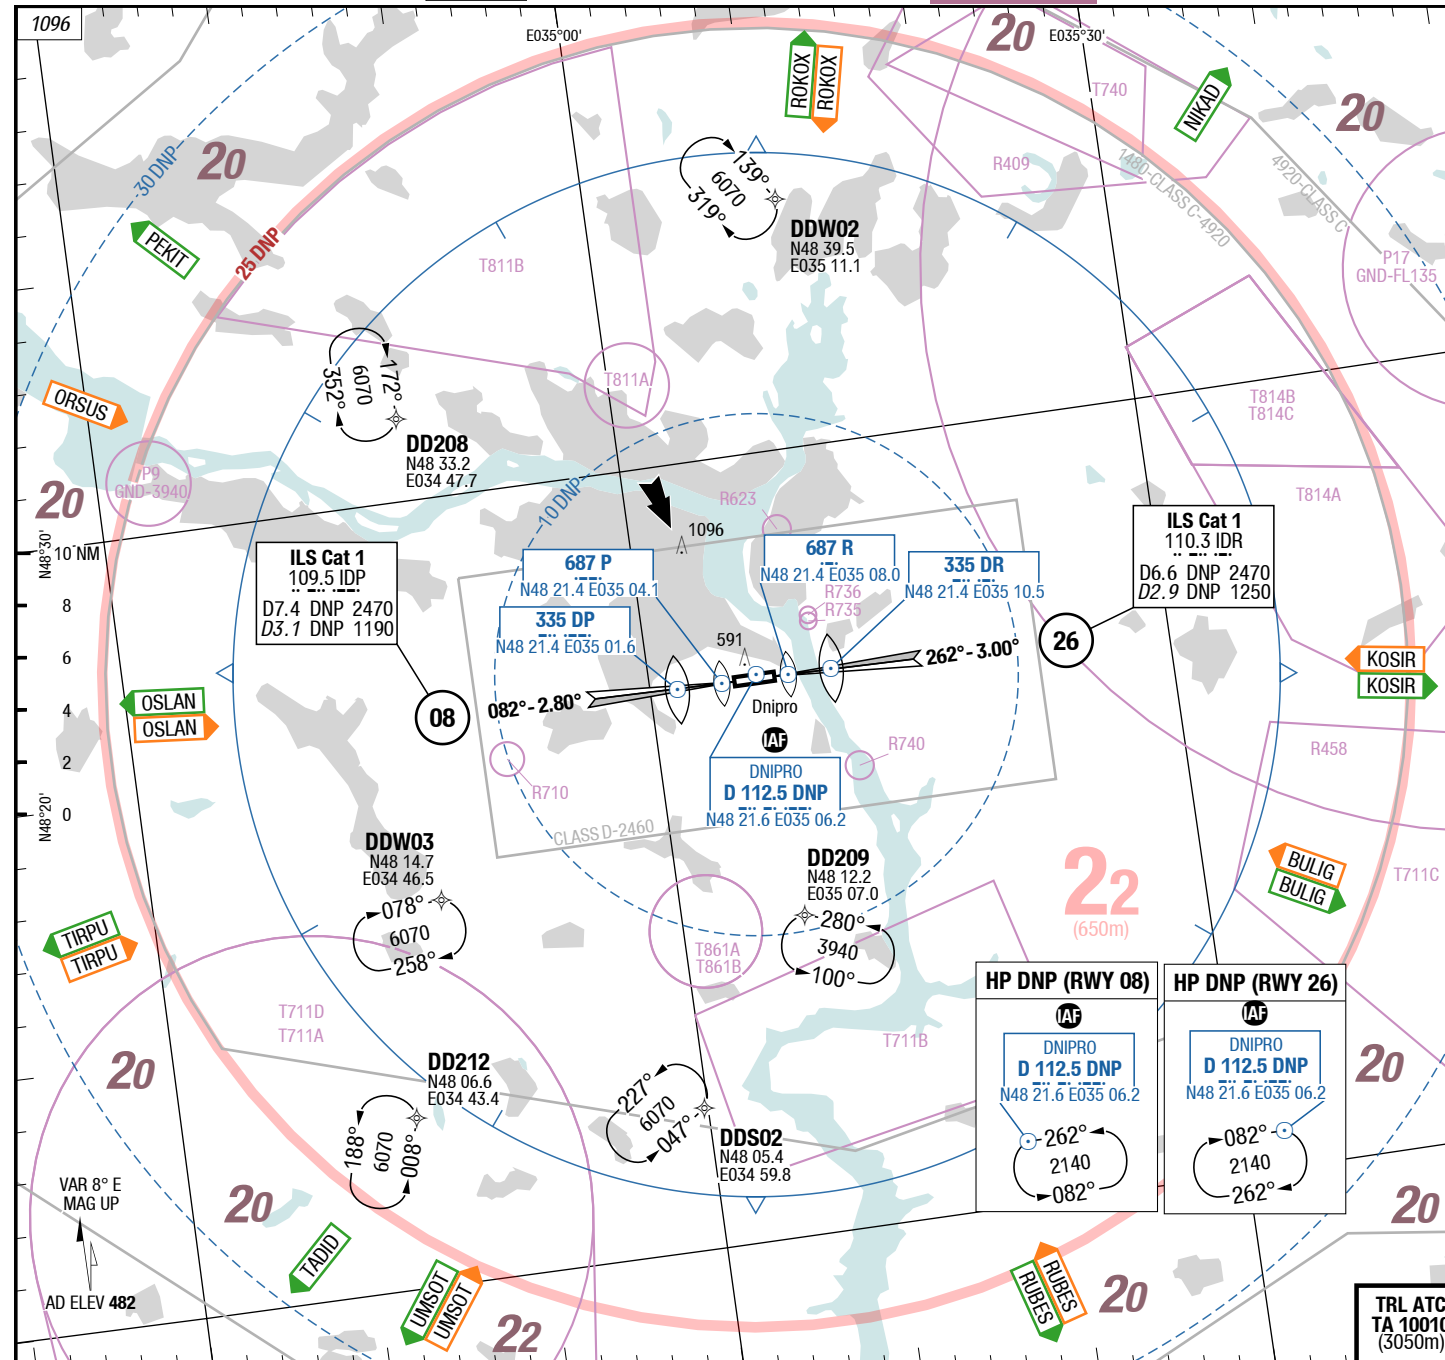 1096
E035°00'
E035°30'
20
20
20
ROKOX
ROKOX
NIKAD
T740
R409
1480-CLASS C-4920
4920-CLASS C
30 DNP
25 DNP
PEKIT
139°
6070
319°
DDW02
N48 39.5
E035 11.1
T811B
P17
GND-FL135
T811A
172°
6070
352°
DD208
N48 33.2
E034 47.7
ORSUS
P9
GND-3940
20
T814B
T814C
T814A
10 DNP
R623
1096
N48°30'
10 NM
8
6
4
2
0
N48°20'
ILS Cat 1
109.5 IDP
D7.4 DNP 2470
D3.1 DNP 1190
08
687 P
N48 21.4 E035 04.1
335 DP
N48 21.4 E035 01.6
687 R
N48 21.4 E035 08.0
335 DR
N48 21.4 E035 10.5
R736
R735
ILS Cat 1
110.3 IDR
D6.6 DNP 2470
D2.9 DNP 1250
26
591
262°- 3.00°
082°- 2.80°
Dnipro
IAF
DNIPRO
D 112.5 DNP
N48 21.6 E035 06.2
KOSIR
KOSIR
OSLAN
OSLAN
R740
R710
R458
CLASS D-2460
DDW03
N48 14.7
E034 46.5
078°
6070
258°
DD209
N48 12.2
E035 07.0
280°
3940
100°
22
(650m)
BULIG
BULIG
T711C
TIRPU
TIRPU
T861A
T861B
T711D
T711A
T711B
HP DNP (RWY 08)
IAF
DNIPRO
D 112.5 DNP
N48 21.6 E035 06.2
262°
2140
082°
HP DNP (RWY 26)
IAF
DNIPRO
D 112.5 DNP
N48 21.6 E035 06.2
082°
2140
262°
20
20
DD212
N48 06.6
E034 43.4
188°
6070
008°
227°
6070
047°
DDS02
N48 05.4
E034 59.8
VAR 8° E
MAG UP
AD ELEV 482
20
20
TADID
UMSOT
UMSOT
22
RUBES
RUBES
20
TRL ATC
TA 10010
(3050m)